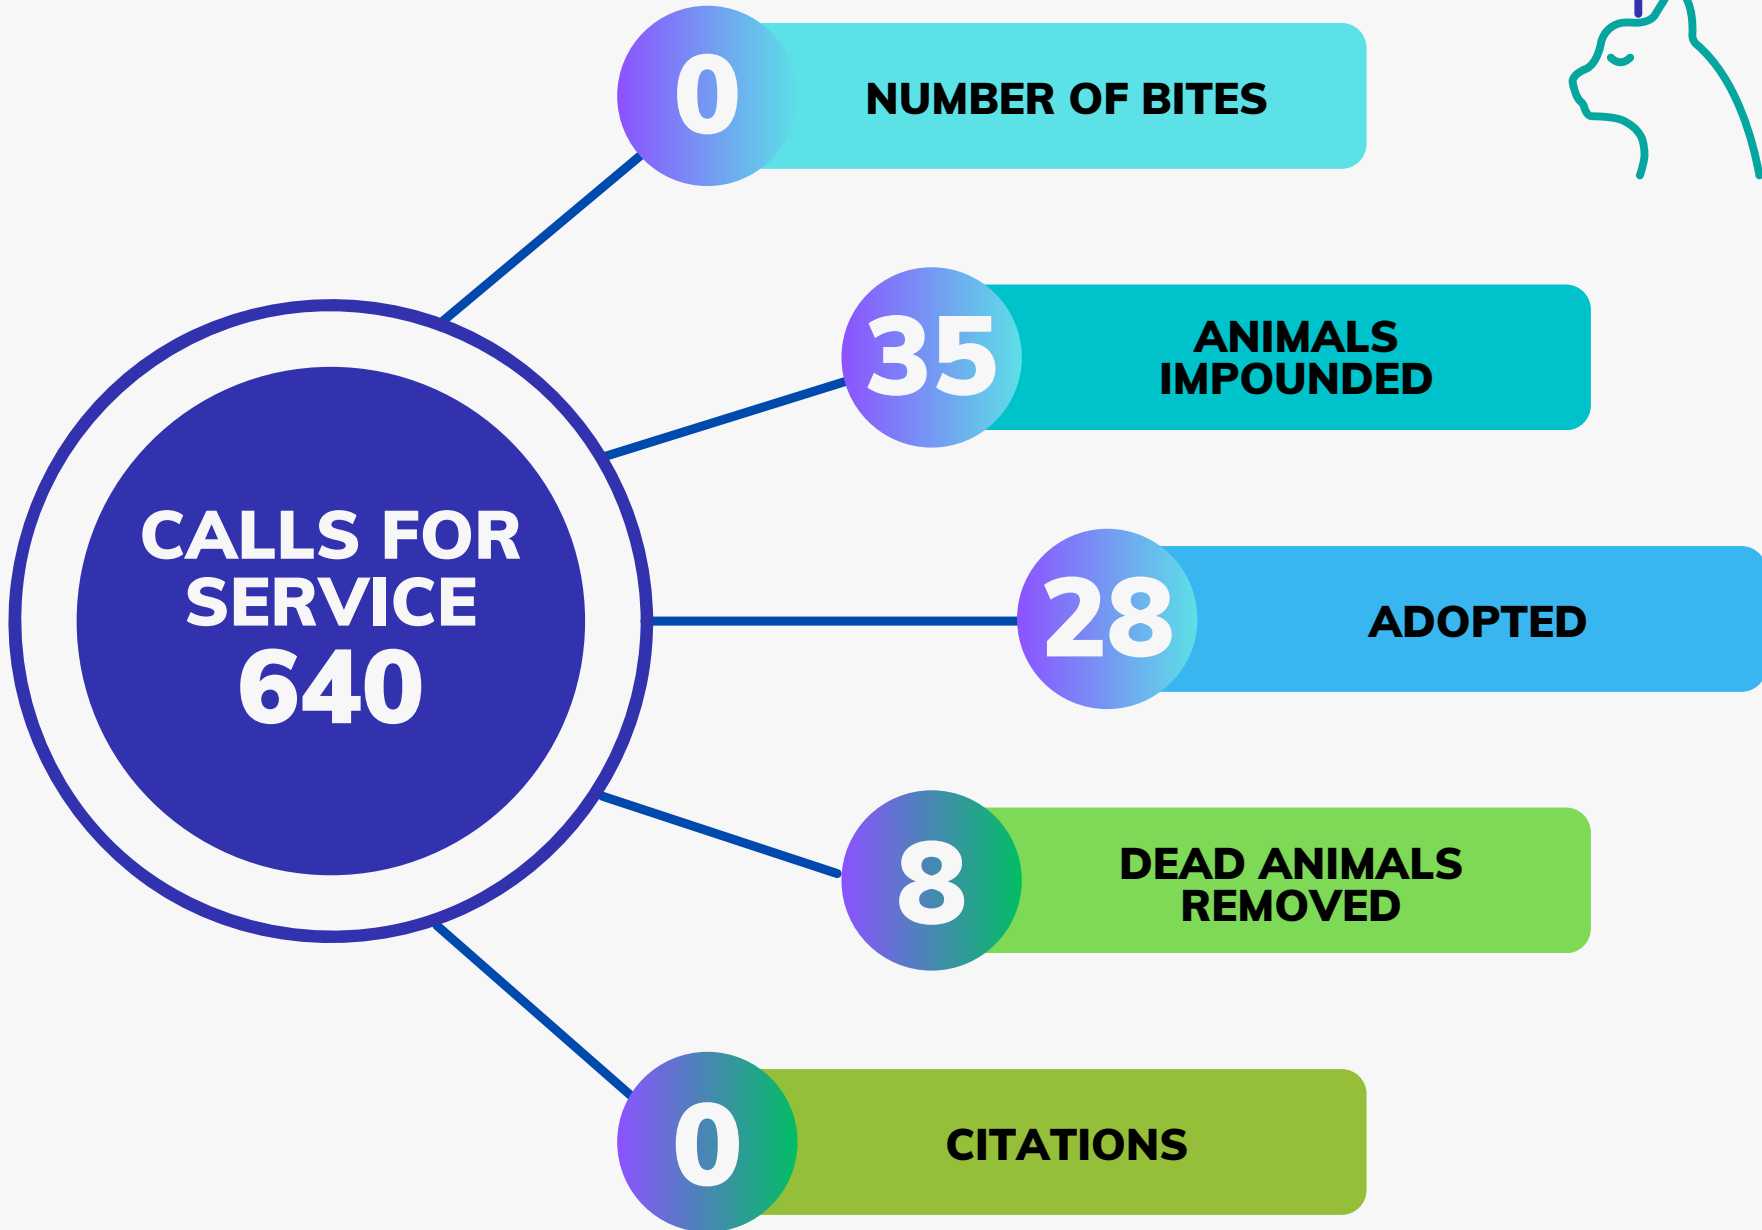 0
NUMBER OF BITES
35
ANIMALS
IMPOUNDED
CALLS FOR
SERVICE
640
28
ADOPTED
8
DEAD ANIMALS
REMOVED
0
CITATIONS